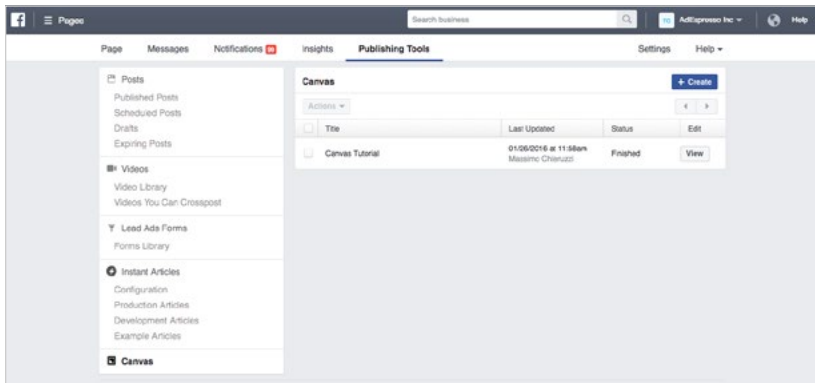 f Pages Search business AdEspresso Inc Help
Page Messages Notifications Insights Publishing Tools Settings Help
Posts
Published Posts
Scheduled Posts
Drafts
Expiring Posts
Videos
Video Library
Videos You Can Crosspost
Lead Ads Forms
Forms Library
Instant Articles
Configuration
Production Articles
Development Articles
Example Articles
Canvas
Canvas + Create
Actions
Title Last Updated Status Edit
Canvas Tutorial 01/26/2016 at 11:58am Finished View
Massimo Chieruzzi